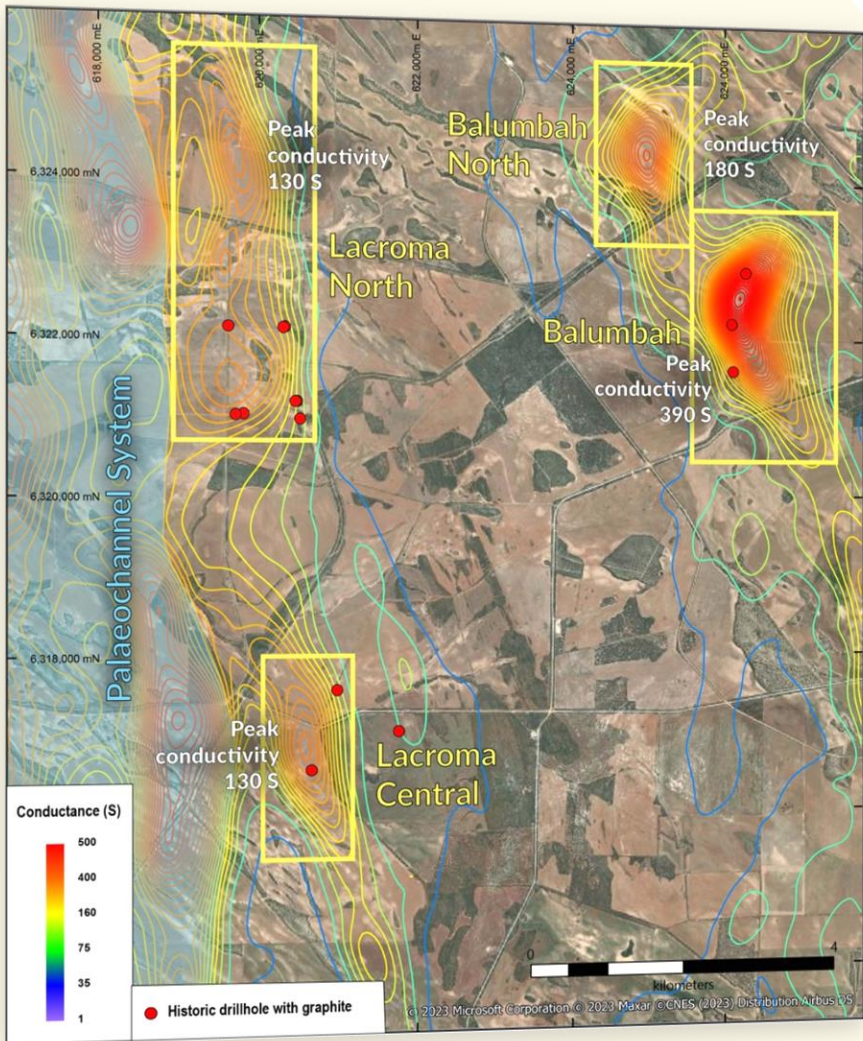 618,000 mE
620,000 mE
622,000m E
624,000 mE
624,000 mE
6,324,000 mN
6,322,000 mN
6,320,000 mN
6,318,000 mN
Peak
conductivity
130 S
Lacroma
North
Balumbah
North
Peak
conductivity
180 S
Balumbah
Peak
conductivity
390 S
Palaeochannel System
Peak
conductivity
130 S
Lacroma
Central
Conductance (S)
500
400
160
75
35
1
Historic drillhole with graphite
0
4
kilometers
© 2023 Microsoft Corporation © 2023 Maxar ©CNES (2023) Distribution Airbus DS